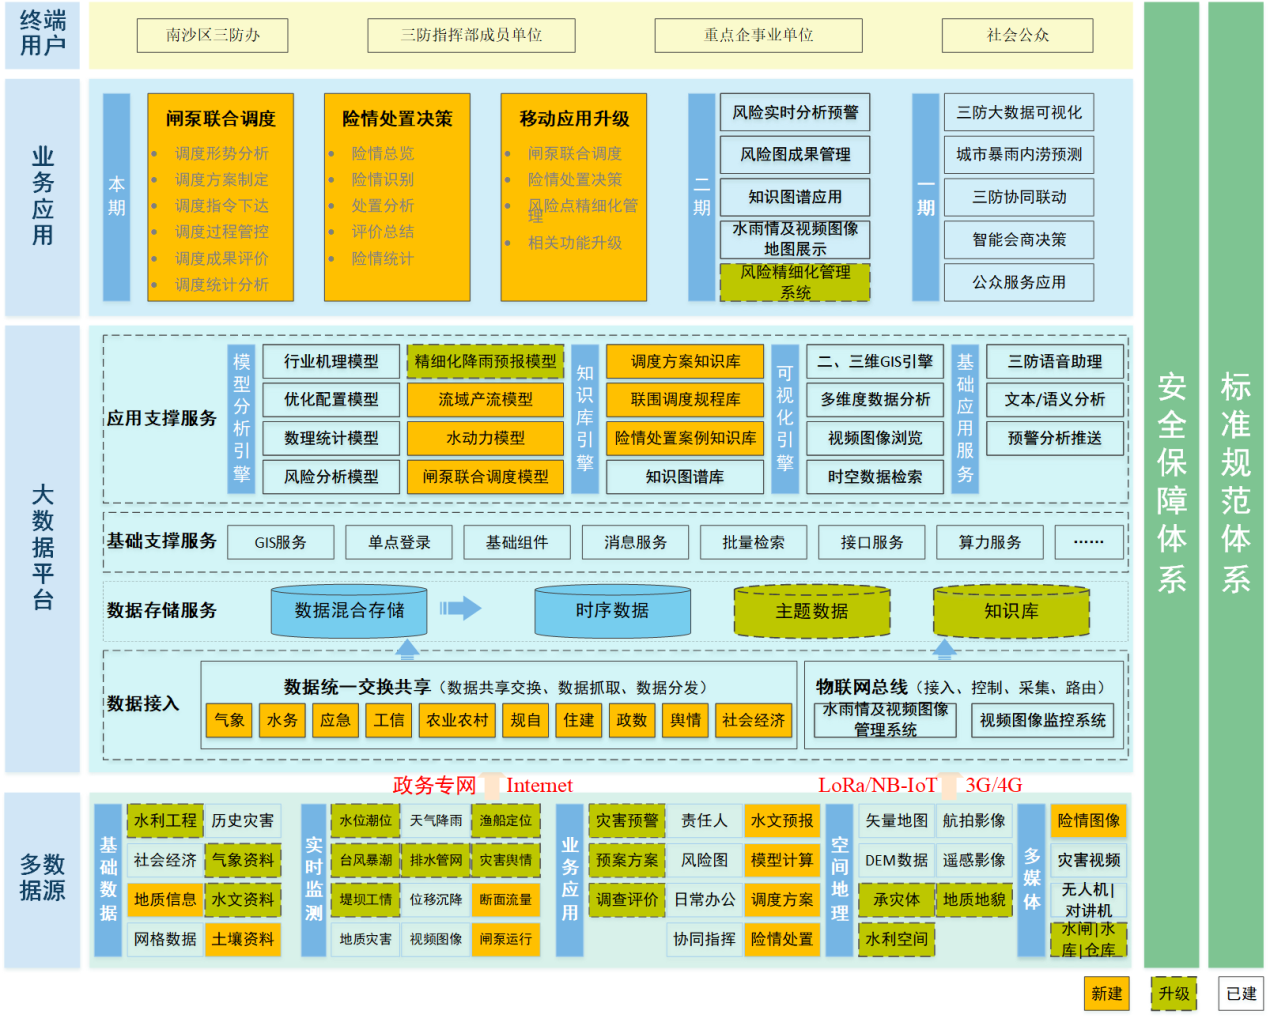 终端
用户
南沙区三防办
三防指挥部成员单位
重点企事业单位
社会公众
业务应用
本期
闸泵联合调度
• 调度形势分析
• 调度方案制定
• 调度指令下达
• 调度过程管控
• 调度成果评价
• 调度统计分析
险情处置决策
• 险情总览
• 险情识别
• 处置分析
• 评价总结
• 险情统计
移动应用升级
• 闸泵联合调度
• 险情处置决策
• 风险点精细化管
理
• 相关功能升级
二期
风险实时分析预警
风险图成果管理
知识图谱应用
水雨情及视频图像
地图展示
风险精细化管理
系统
一期
三防大数据可视化
城市暴雨内涝预测
三防协同联动
智能会商决策
公众服务应用
大数据平台
应用支撑服务
模型分析引擎
行业机理模型
优化配置模型
数理统计模型
风险分析模型
精细化降雨预报模型
流域产流模型
水动力模型
闸泵联合调度模型
知识库引擎
调度方案知识库
联围调度规程库
险情处置案例知识库
知识图谱库
可视化引擎
二、三维GIS引擎
多维度数据分析
视频图像浏览
时空数据检索
基础应用服务
三防语音助理
文本/语义分析
预警分析推送
基础支撑服务
GIS服务
单点登录
基础组件
消息服务
批量检索
接口服务
算力服务
……
数据存储服务
数据混合存储
时序数据
主题数据
知识库
数据接入
数据统一交换共享（数据共享交换、数据抓取、数据分发）
气象
水务
应急
工信
农业农村
规自
住建
政数
舆情
社会经济
物联网总线（接入、控制、采集、路由）
水雨情及视频图像
管理系统
视频图像监控系统
政务专网
Internet
LoRa/NB-IoT
3G/4G
多数
据源
基础数据
水利工程
历史灾害
社会经济
气象资料
地质信息
水文资料
网格数据
土壤资料
实时监测
水位潮位
天气降雨
渔船定位
台风暴潮
排水管网
灾害舆情
堤坝工情
位移沉降
断面流量
地质灾害
视频图像
闸泵运行
业务应用
灾害预警
责任人
水文预报
预案方案
风险图
模型计算
调查评价
日常办公
调度方案
协同指挥
险情处置
空间地理
矢量地图
航拍影像
DEM数据
遥感影像
承灾体
地质地貌
水利空间
多媒体
险情图像
灾害视频
无人机|
对讲机
水闸|水
库|仓库
安全保障体系
标准规范体系
新建
升级
已建